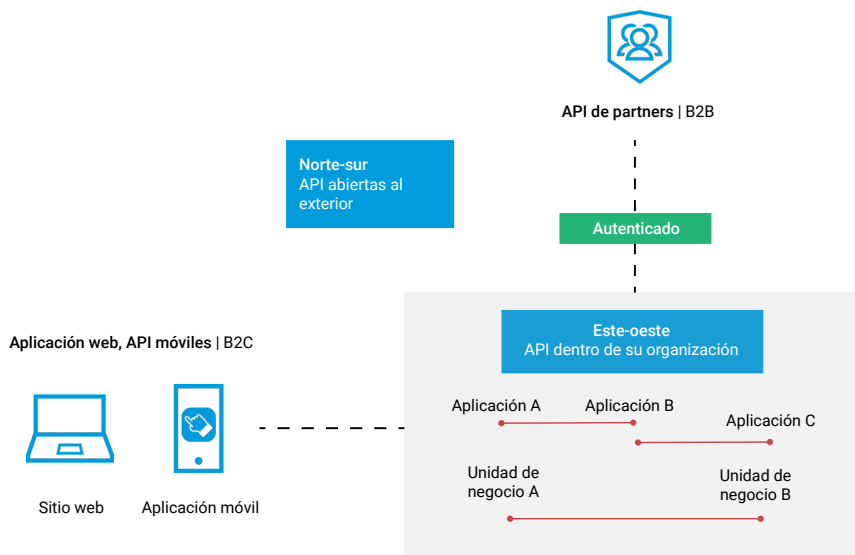 API de partners | B2B
Norte-sur
API abiertas al
exterior
Autenticado
Este-oeste
API dentro de su organización
Aplicación web, API móviles | B2C
Sitio web
Aplicación móvil
Aplicación A
Aplicación B
Aplicación C
Unidad de
negocio A
Unidad de
negocio B